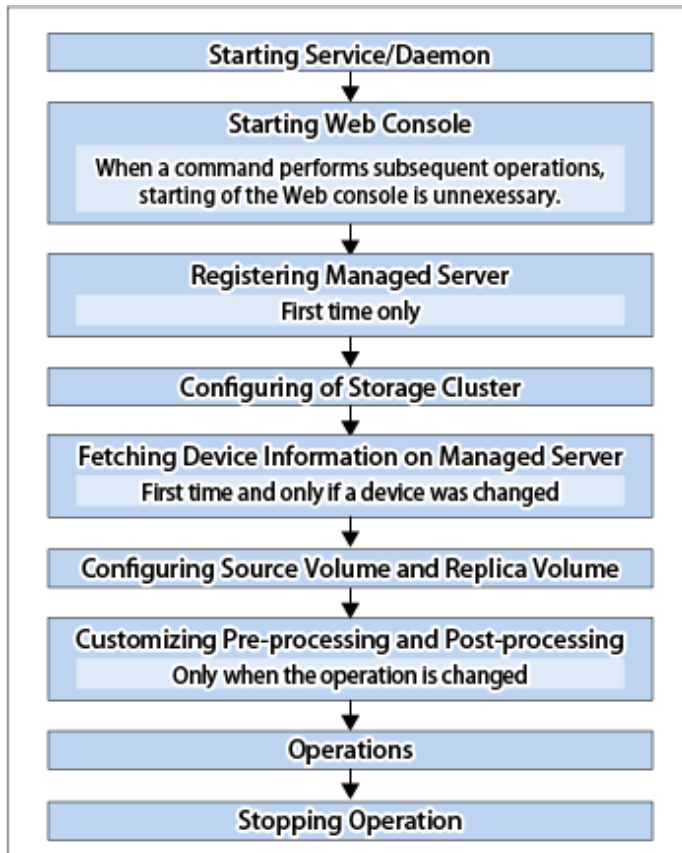 Starting Service/Daemon
Starting Web Console
When a command performs subsequent operations,
starting of the Web console is unnexessary.
Registering Managed Server
First time only
Configuring of Storage Cluster
Fetching Device Information on Managed Server
First time and only if a device was changed
Configuring Source Volume and Replica Volume
Customizing Pre-processing and Post-processing
Only when the operation is changed
Operations
Stopping Operation